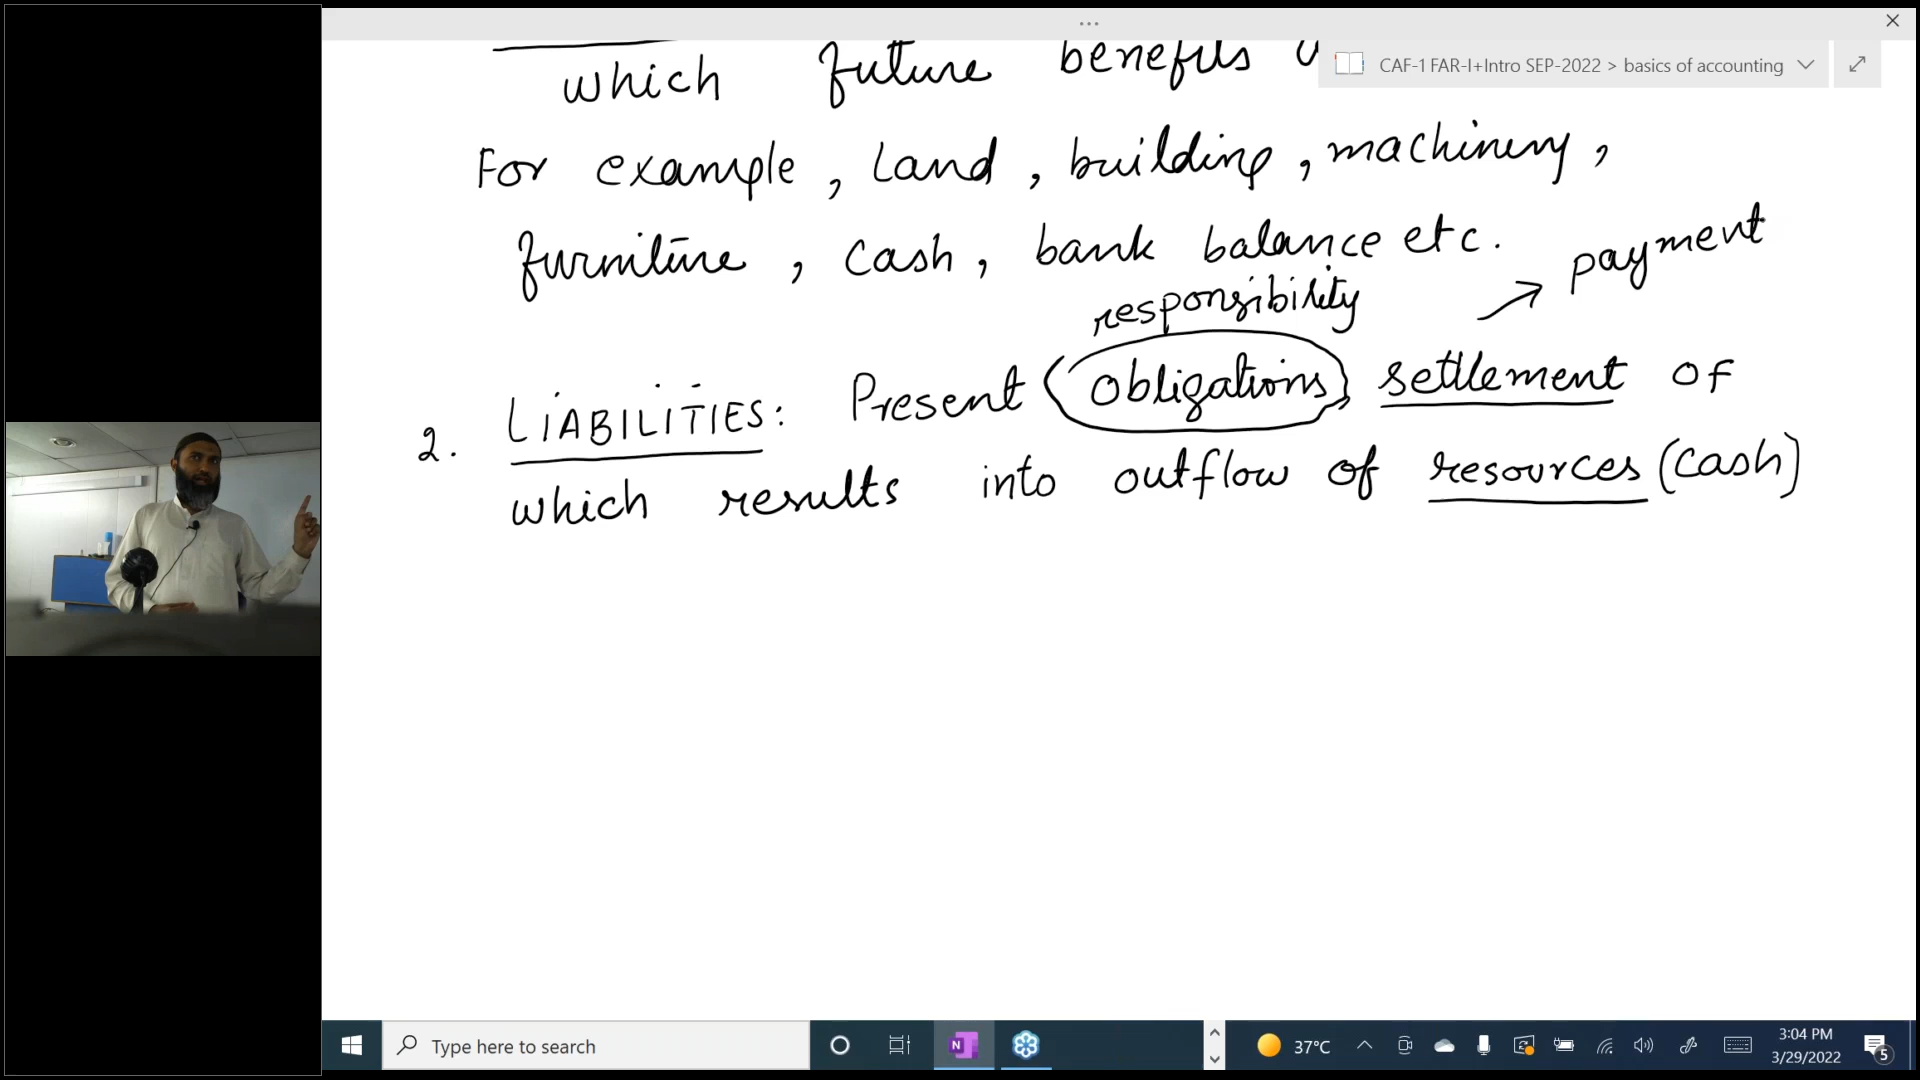 ...
CAF-1 FAR-I+Intro SEP-2022 > basics of accounting
which future benefits
For example, Land, building, machinery,
furniture, cash, bank balance etc.
payment
responsibility
2. LIABILITIES: Present (obligations) settlement of
which results into outflow of resources (cash)
Type here to search
N
37°C
3:04 PM
3/29/2022
5